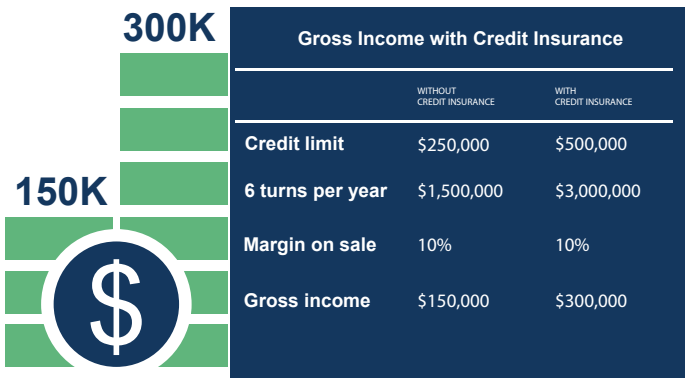 300K
150K
$
Gross Income with Credit Insurance
WITHOUT
CREDIT INSURANCE
WITH
CREDIT INSURANCE
Credit limit $250,000 $500,000
6 turns per year $1,500,000 $3,000,000
Margin on sale 10% 10%
Gross income $150,000 $300,000